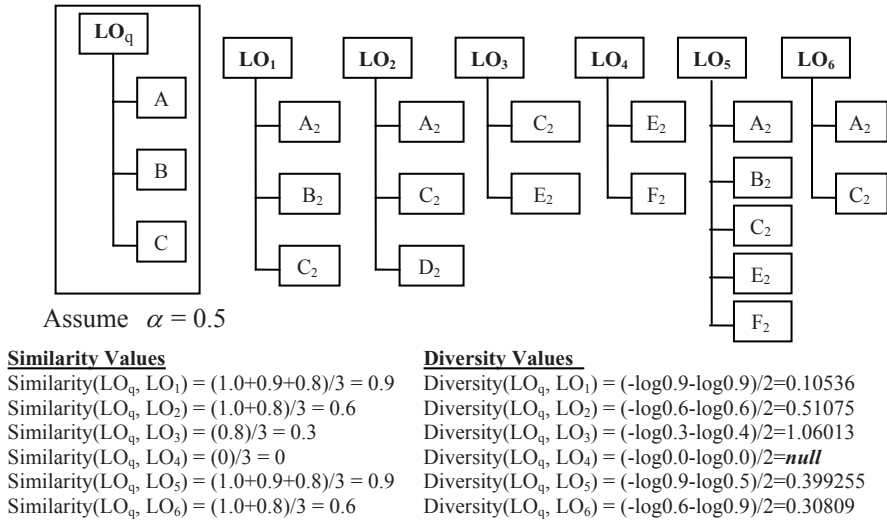 LOq LO₁ LO₂ LO₃ LO₄ LO₅ LO₆
A A₂ A₂ C₂ E₂ A₂ A₂
B B₂ C₂ E₂ F₂ B₂ C₂
C C₂ D₂ C₂
E₂
F₂
Assume α = 0.5
Similarity Values
Similarity(LOq, LO₁) = (1.0+0.9+0.8)/3 = 0.9
Similarity(LOq, LO₂) = (1.0+0.8)/3 = 0.6
Similarity(LOq, LO₃) = (0.8)/3 = 0.3
Similarity(LOq, LO₄) = (0)/3 = 0
Similarity(LOq, LO₅) = (1.0+0.9+0.8)/3 = 0.9
Similarity(LOq, LO₆) = (1.0+0.8)/3 = 0.6
Diversity Values
Diversity(LOq, LO₁) = (-log0.9-log0.9)/2=0.10536
Diversity(LOq, LO₂) = (-log0.6-log0.6)/2=0.51075
Diversity(LOq, LO₃) = (-log0.3-log0.4)/2=1.06013
Diversity(LOq, LO₄) = (-log0.0-log0.0)/2=null
Diversity(LOq, LO₅) = (-log0.9-log0.5)/2=0.399255
Diversity(LOq, LO₆) = (-log0.6-log0.9)/2=0.30809